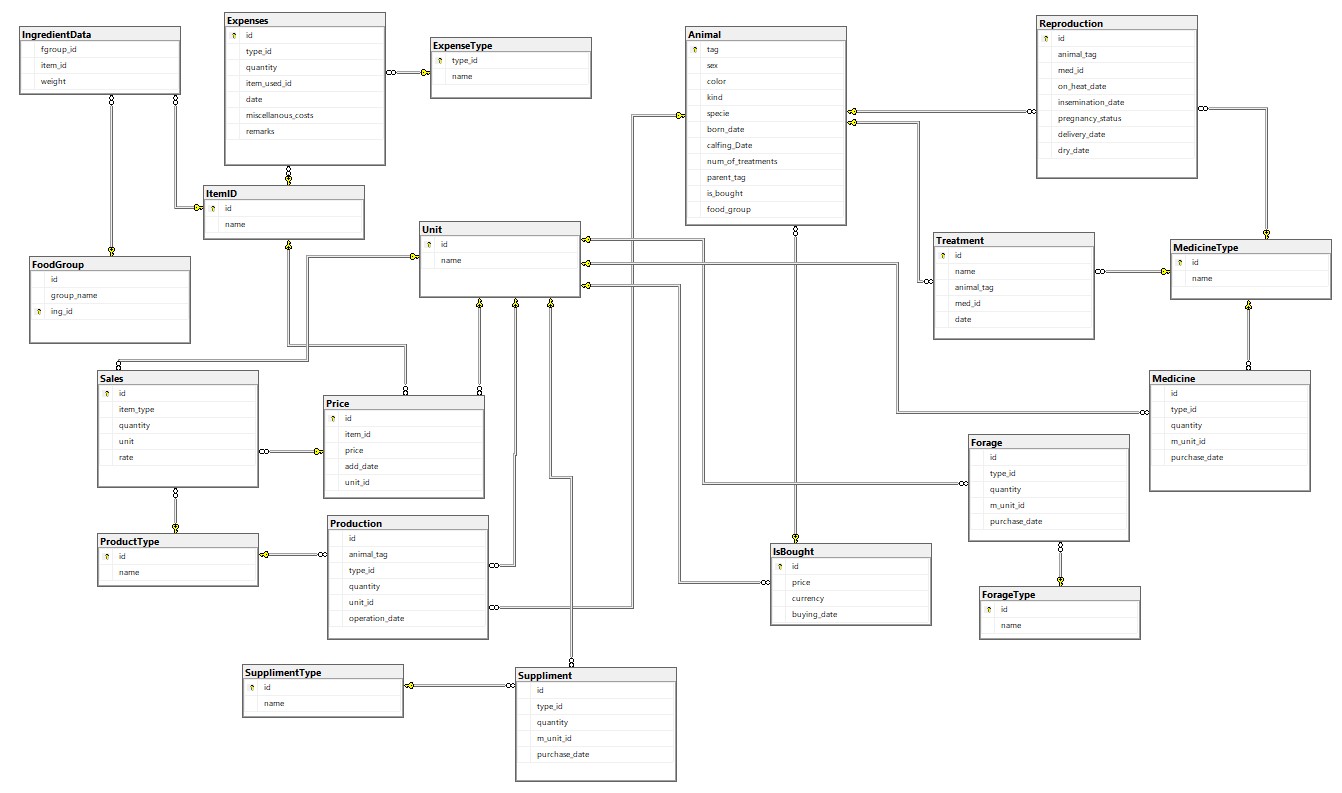 IngredientData
fgroup_id
item_id
weight
Expenses
id
type_id
quantity
item_used_id
date
miscellanous_costs
remarks
ExpenseType
type_id
name
Animal
tag
sex
color
kind
specie
born_date
calfing_Date
num_of_treatments
parent_tag
is_bought
food_group
Reproduction
id
animal_tag
med_id
on_heat_date
insemination_date
pregnancy_status
delivery_date
dry_date
ItemID
id
name
Unit
id
name
Treatment
id
name
animal_tag
med_id
date
MedicineType
id
name
FoodGroup
id
group_name
ing_id
Sales
id
item_type
quantity
unit
rate
Price
id
item_id
price
add_date
unit_id
Medicine
id
type_id
quantity
m_unit_id
purchase_date
Forage
id
type_id
quantity
m_unit_id
purchase_date
ProductType
id
name
Production
id
animal_tag
type_id
quantity
unit_id
operation_date
IsBought
id
price
currency
buying_date
ForageType
id
name
SupplimentType
id
name
Suppliment
id
type_id
quantity
m_unit_id
purchase_date